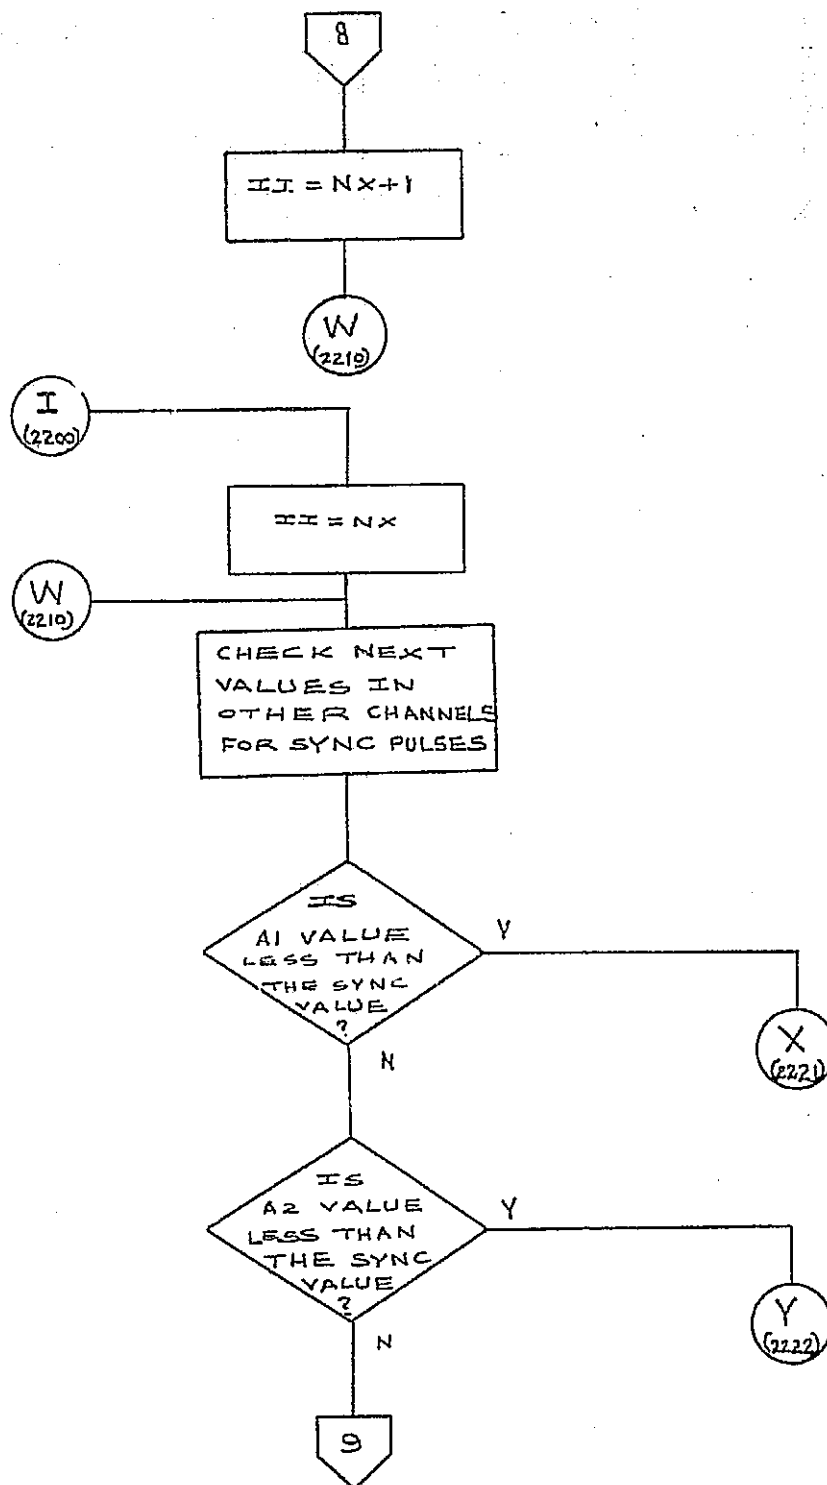 8
II = NX+1
W
(2210)
I
(2200)
II = NX
W
(2210)
CHECK NEXT
VALUES IN
OTHER CHANNELS
FOR SYNC PULSES
IS
A1 VALUE
LESS THAN
THE SYNC
VALUE
?
Y
X
(2221)
N
IS
A2 VALUE
LESS THAN
THE SYNC
VALUE
?
Y
Y
(2222)
N
9